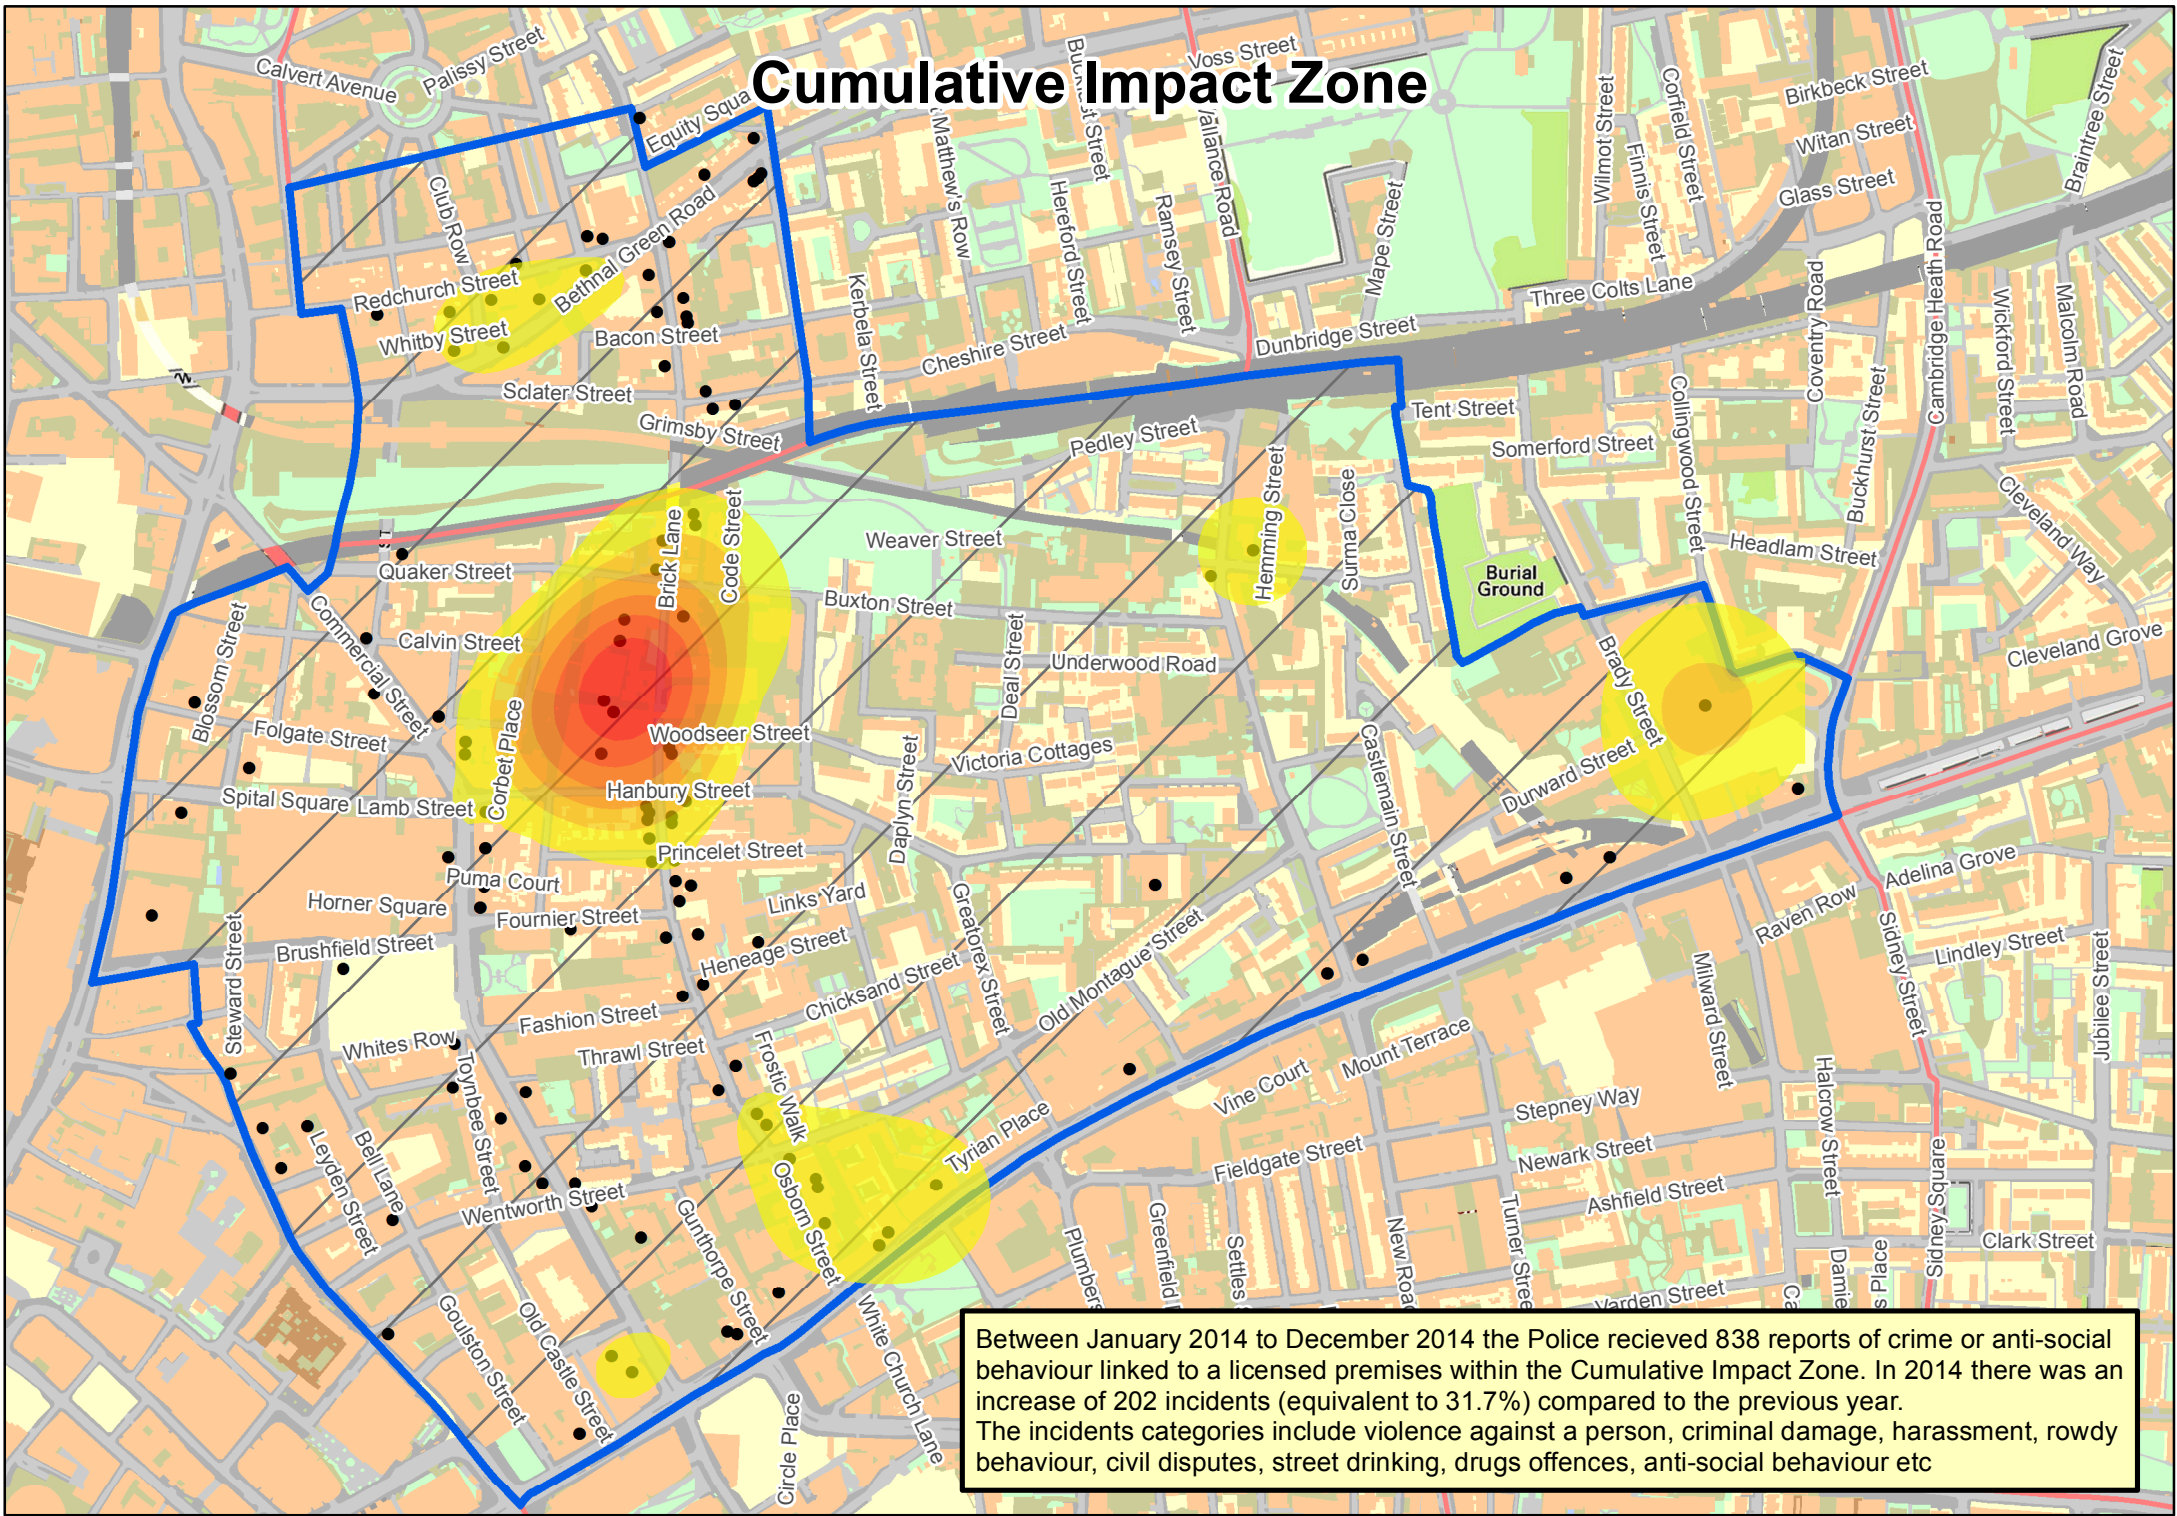 Cumulative Impact Zone
Calvert Avenue
Palissy Street
Equity Squa
Voss Street
Birkbeck Street
Witan Street
Glass Street
Braintree Street
Wilmot Street
Corfield Street
Finnis Street
Matthew's Row
Hereford Street
Ramsey Street
Mape Street
Club Row
Redchurch Street
Bethnal Green Road
Whitby Street
Bacon Street
Sclater Street
Grimsby Street
Kerbela Street
Cheshire Street
Dunbridge Street
Three Colts Lane
Coventry Road
Cambridge Heath Road
Wickford Street
Malcolm Road
Tent Street
Somerford Street
Collingwood Street
Buckhurst Street
Pedley Street
Cleveland Way
Headlam Street
Hemming Street
Surma Close
Weaver Street
Brick Lane
Code Street
Quaker Street
Buxton Street
Burial
Ground
Commercial Street
Calvin Street
Blossom Street
Deal Street
Underwood Road
Brady Street
Cleveland Grove
Folgate Street
Corbet Place
Woodseer Street
Victoria Cottages
Castlemain Street
Durward Street
Spital Square
Lamb Street
Hanbury Street
Daplyn Street
Princelet Street
Puma Court
Horner Square
Fournier Street
Links Yard
Greatorex Street
Adelina Grove
Raven Row
Brushfield Street
Steward Street
Heneage Street
Chicksand Street
Old Montague Street
Sidney Street
Lindley Street
Jubilee Street
Milward Street
Fashion Street
Whites Row
Thrawl Street
Frostic Walk
Mount Terrace
Vine Court
Halcrow Street
Toynbee Street
Bell Lane
Leyden Street
Tyrian Place
Stepney Way
Newark Street
Fieldgate Street
Ashfield Street
Sidney Square
Wentworth Street
Gunthorpe Street
Osborn Street
Plumbers
Greenfield
Settles
New Road
Turner Stree
Clark Street
Damie
s Place
Varden Street
Goulston Street
Old Castle Street
White Church Lane
Circle Place
Between January 2014 to December 2014 the Police recieved 838 reports of crime or anti-social
behaviour linked to a licensed premises within the Cumulative Impact Zone. In 2014 there was an
increase of 202 incidents (equivalent to 31.7%) compared to the previous year.
The incidents categories include violence against a person, criminal damage, harassment, rowdy
behaviour, civil disputes, street drinking, drugs offences, anti-social behaviour etc